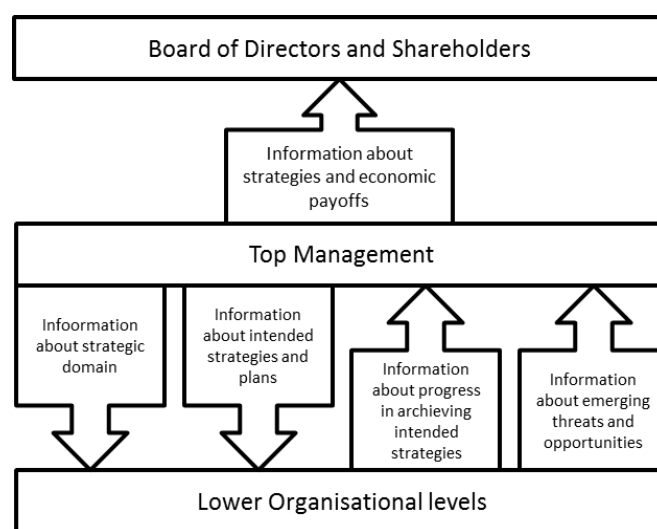 Board of Directors and Shareholders
Information about
strategies and economic
payoffs
Top Management
Infoormation
about strategic
domain
Information
about intended
strategies and
plans
Information
about progress
in achieving
intended
strategies
Information
about emerging
threats and
opportunities
Lower Organisational levels